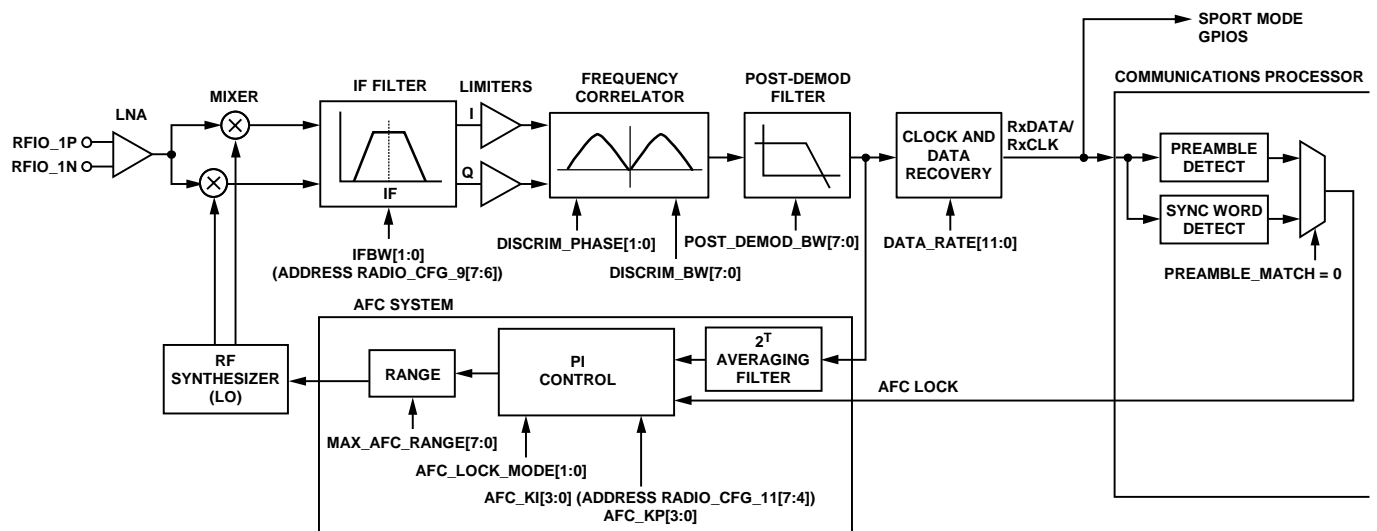 SPORT MODE
GPIOS
COMMUNICATIONS PROCESSOR
LNA
MIXER
IF FILTER
LIMITERS
FREQUENCY
CORRELATOR
POST-DEMOD
FILTER
RFIO_1P
RFIO_1N
I
Q
IF
CLOCK AND
DATA
RECOVERY
RxDATA/
RxCLK
PREAMBLE
DETECT
SYNC WORD
DETECT
IFBW[1:0]
(ADDRESS RADIO_CFG_9[7:6])
DISCRIM_PHASE[1:0]
DISCRIM_BW[7:0]
POST_DEMOD_BW[7:0]
DATA_RATE[11:0]
PREAMBLE_MATCH = 0
AFC SYSTEM
RF
SYNTHESIZER
(LO)
RANGE
PI
CONTROL
2T
AVERAGING
FILTER
AFC LOCK
MAX_AFC_RANGE[7:0]
AFC_LOCK_MODE[1:0]
AFC_KI[3:0] (ADDRESS RADIO_CFG_11[7:4])
AFC_KP[3:0]